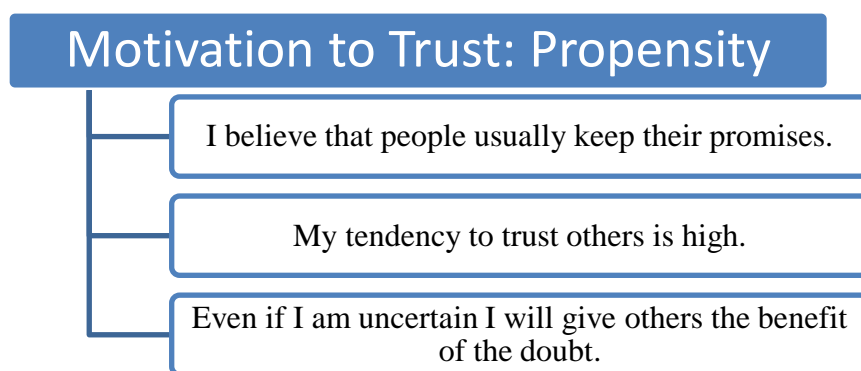 Motivation to Trust: Propensity
I believe that people usually keep their promises.
My tendency to trust others is high.
Even if I am uncertain I will give others the benefit
of the doubt.